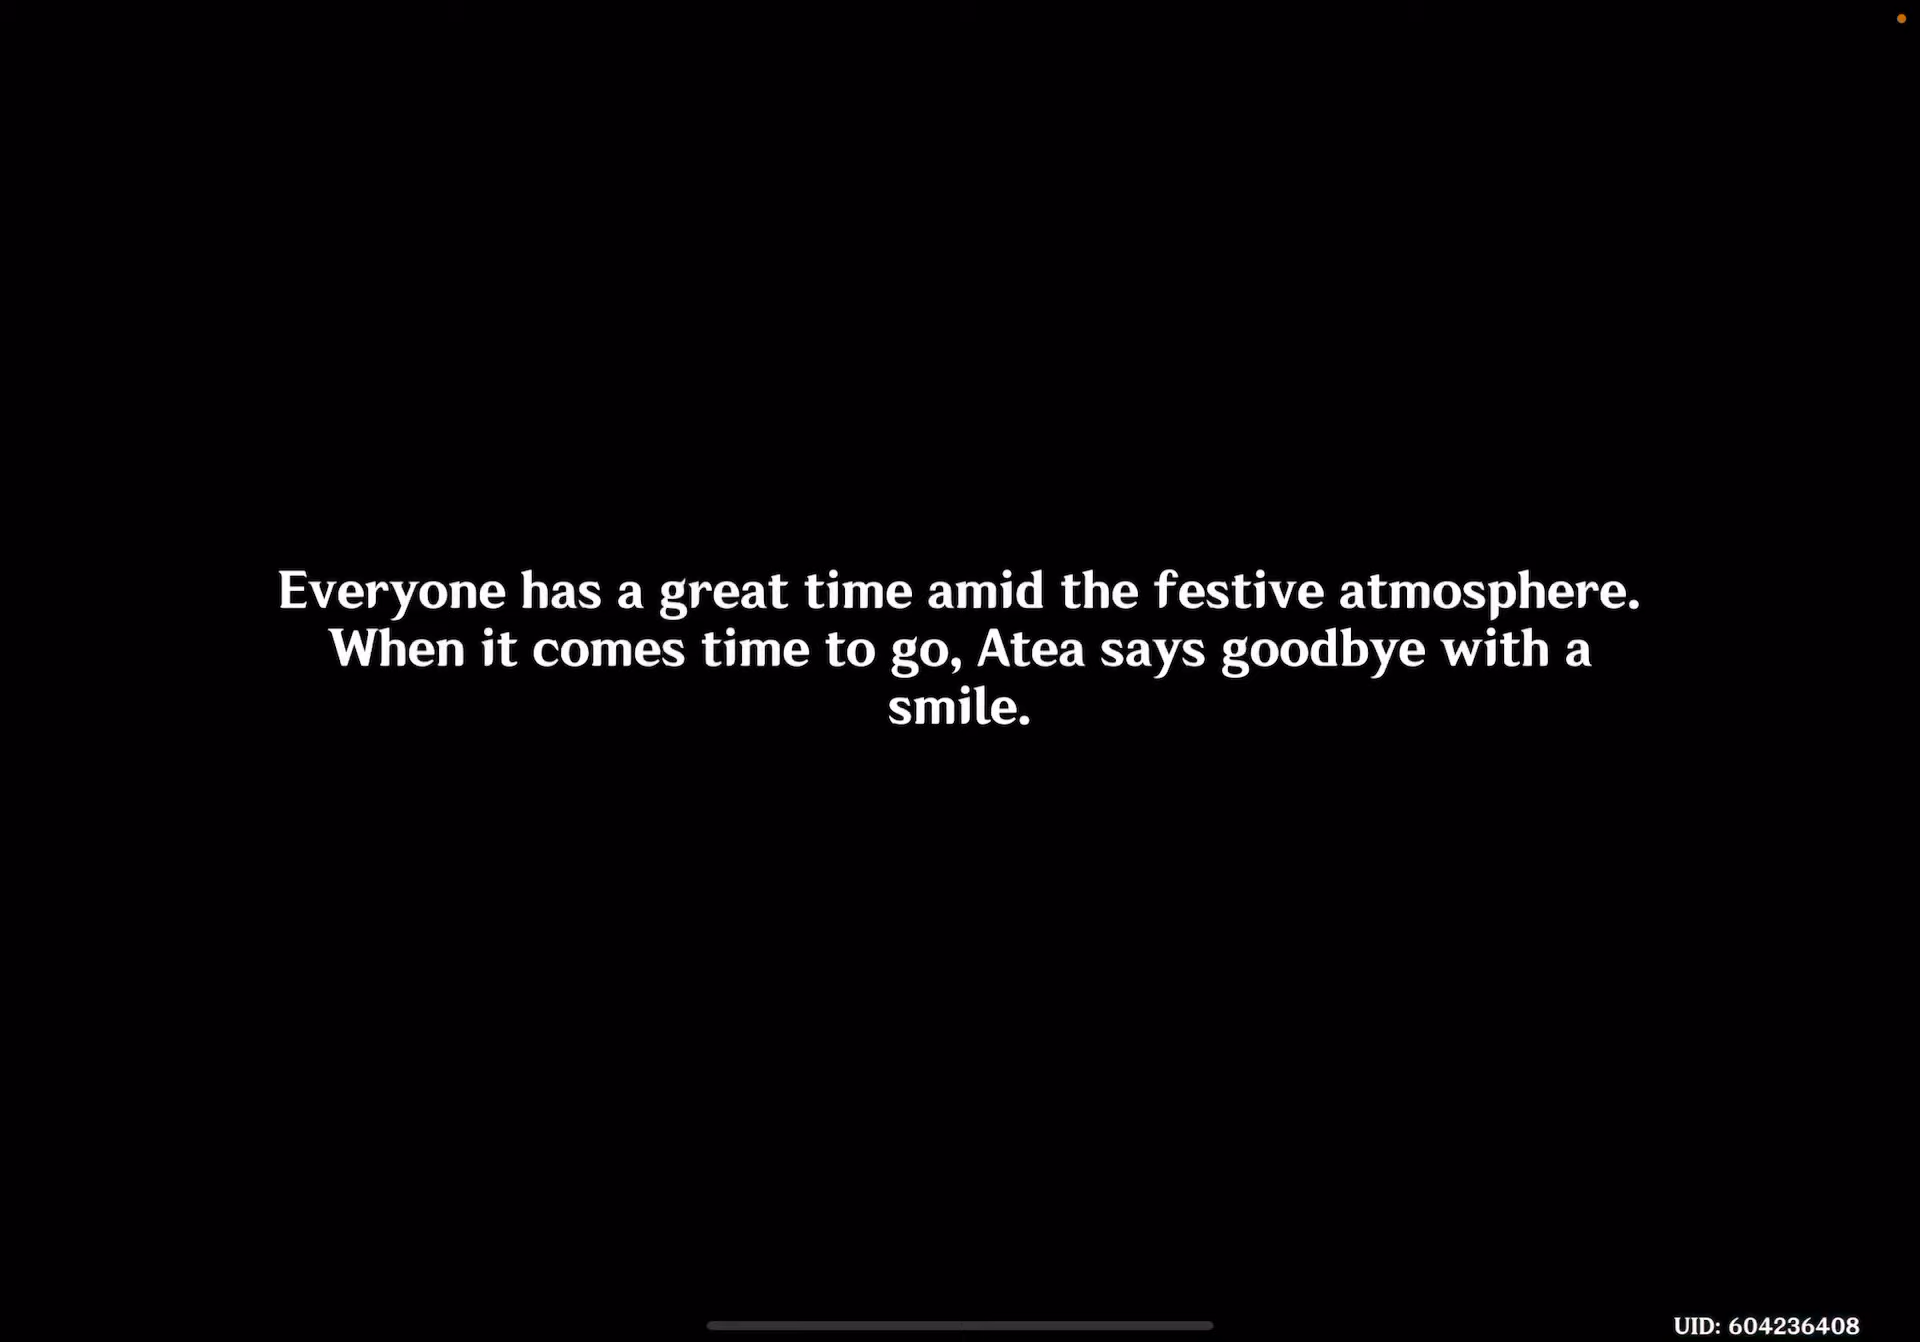 Everyone has a great time amid the festive atmosphere.
When it comes time to go, Atea says goodbye with a
smile.
UID: 604236408